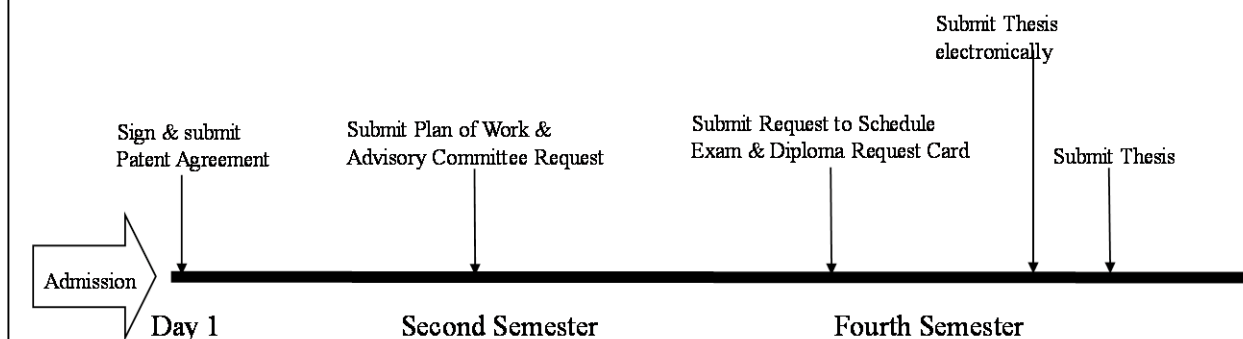 Submit Thesis
electronically
Sign & submit
Patent Agreement
Submit Plan of Work &
Advisory Committee Request
Submit Request to Schedule
Exam & Diploma Request Card
Submit Thesis
Admission
Day 1
Second Semester
Fourth Semester